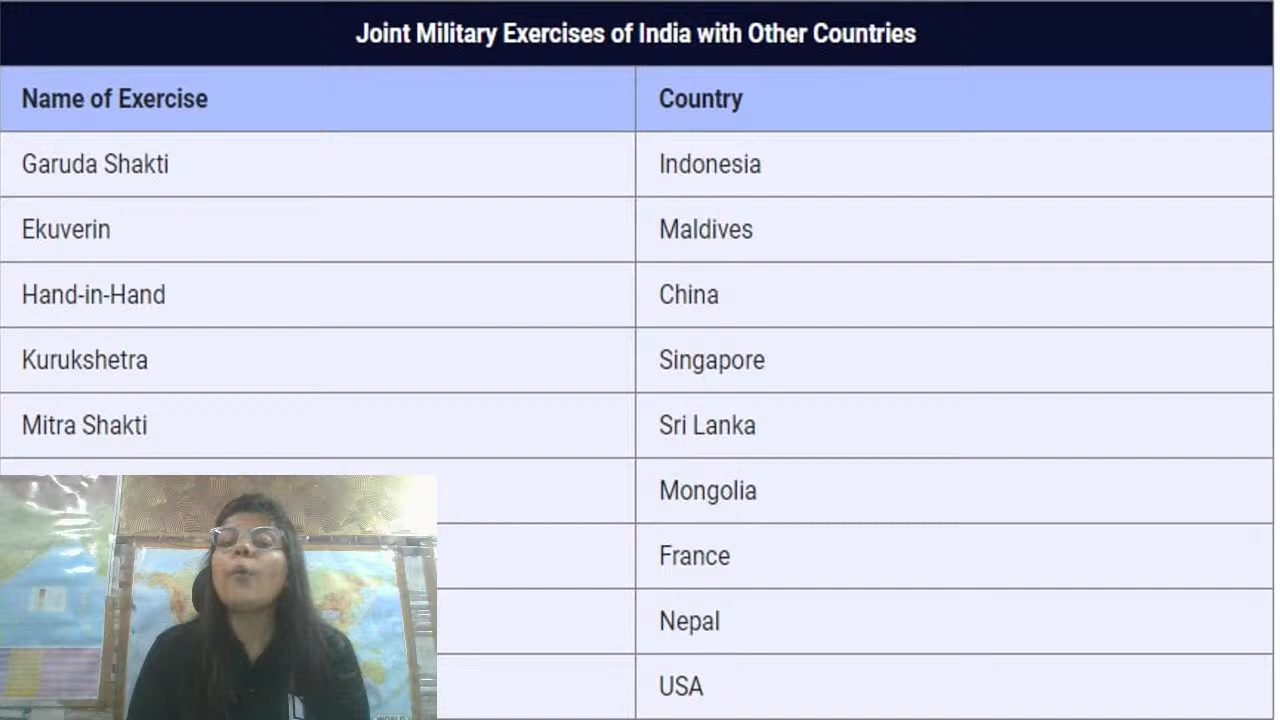 Joint Military Exercises of India with Other Countries
Name of Exercise Country
Garuda Shakti Indonesia
Ekuverin Maldives
Hand-in-Hand China
Kurukshetra Singapore
Mitra Shakti Sri Lanka
Mongolia
France
Nepal
USA
WORLD